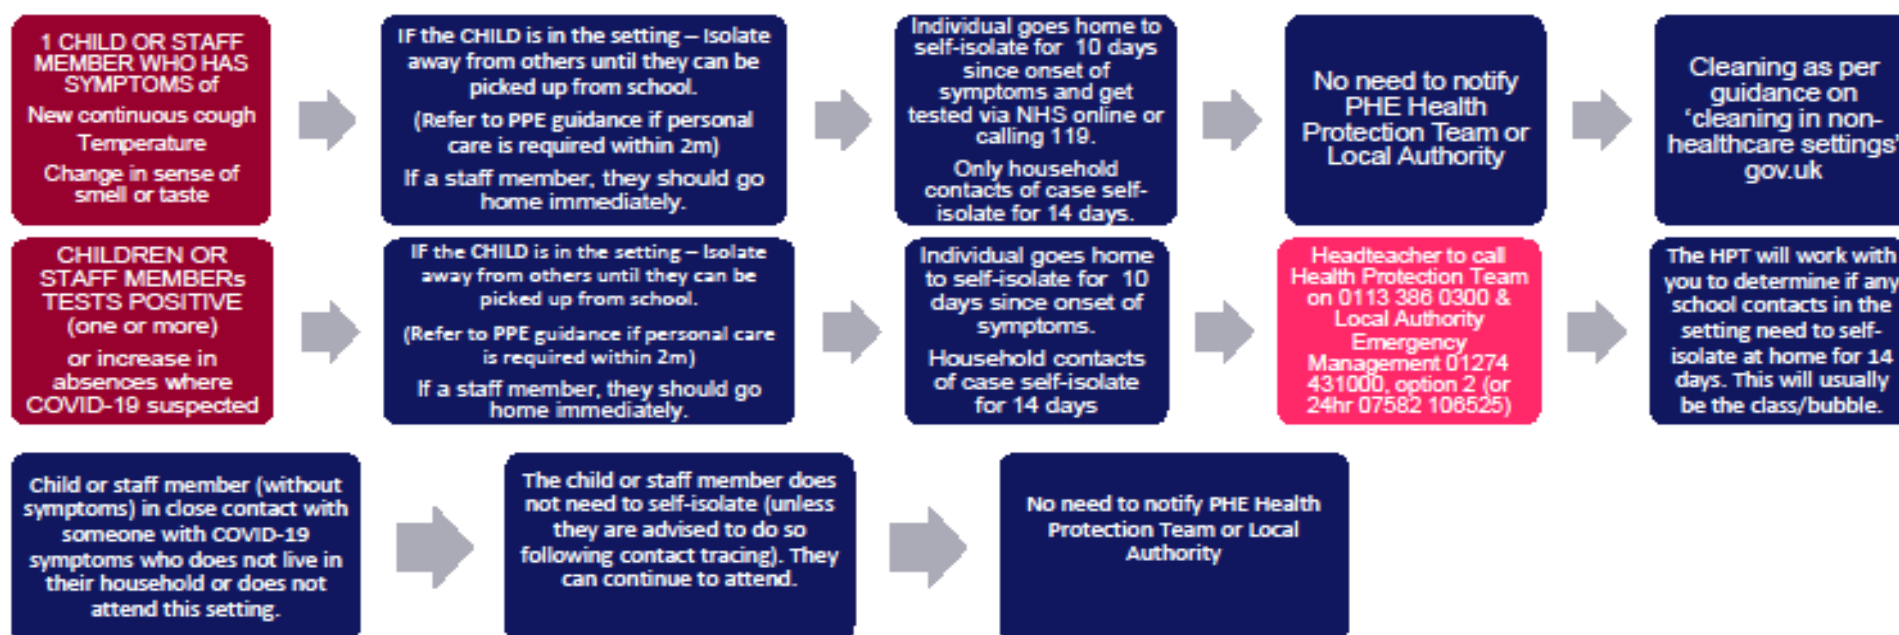 1 CHILD OR STAFF
MEMBER WHO HAS
SYMPTOMS of
New continuous cough
Temperature
Change in sense of
smell or taste
IF the CHILD is in the setting – Isolate
away from others until they can be
picked up from school.
(Refer to PPE guidance if personal
care is required within 2m)
If a staff member, they should go
home immediately.
Individual goes home to
self-isolate for 10 days
since onset of
symptoms and get
tested via NHS online or
calling 119.
Only household
contacts of case self-
isolate for 14 days.
No need to notify
PHE Health
Protection Team or
Local Authority
Cleaning as per
guidance on
‘cleaning in non-
healthcare settings’
gov.uk
CHILDREN OR
STAFF MEMBERs
TESTS POSITIVE
(one or more)
or increase in
absences where
COVID-19 suspected
IF the CHILD is in the setting – Isolate
away from others until they can be
picked up from school.
(Refer to PPE guidance if personal care
is required within 2m)
If a staff member, they should go
home immediately.
Individual goes home
to self-isolate for 10
days since onset of
symptoms.
Household contacts
of case self-isolate
for 14 days
Headteacher to call
Health Protection Team
on 0113 386 0300 &
Local Authority
Emergency
Management 01274
431000, option 2 (or
24hr 07582 106525)
The HPT will work with
you to determine if any
school contacts in the
setting need to self-
isolate at home for 14
days. This will usually
be the class/bubble.
Child or staff member (without
symptoms) in close contact with
someone with COVID-19
symptoms who does not live in
their household or does not
attend this setting.
The child or staff member does
not need to self-isolate (unless
they are advised to do so
following contact tracing). They
can continue to attend.
No need to notify PHE Health
Protection Team or Local
Authority